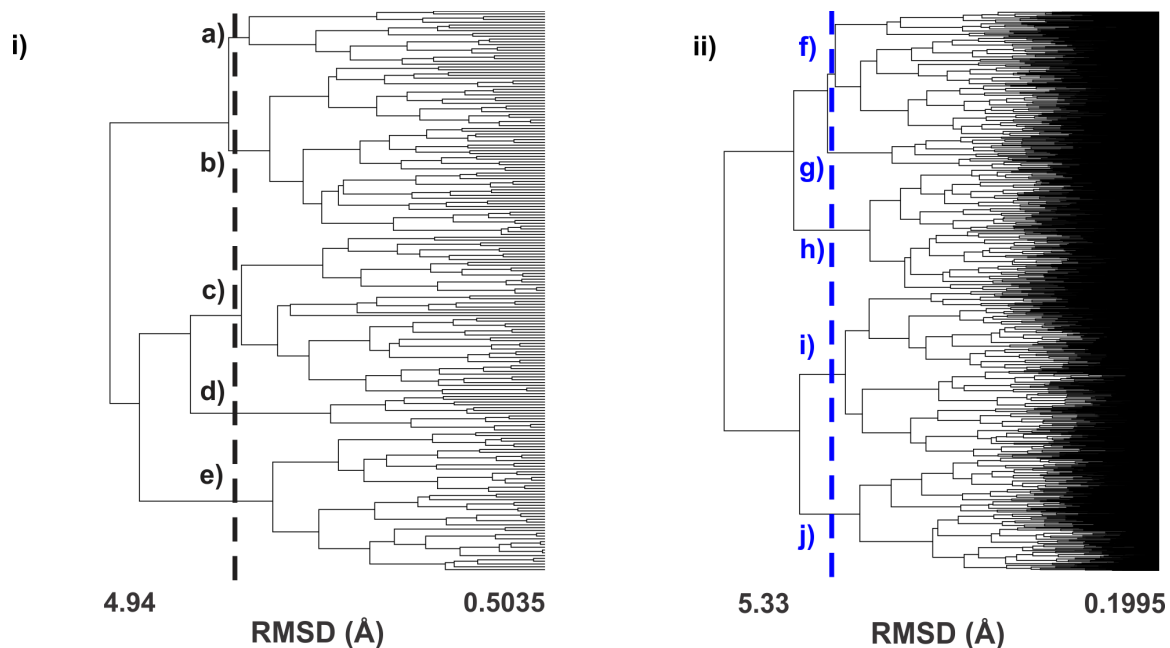 i)
a)
b)
c)
d)
e)
4.94 0.5035
RMSD (Å)
ii)
f)
g)
h)
i)
j)
5.33 0.1995
RMSD (Å)